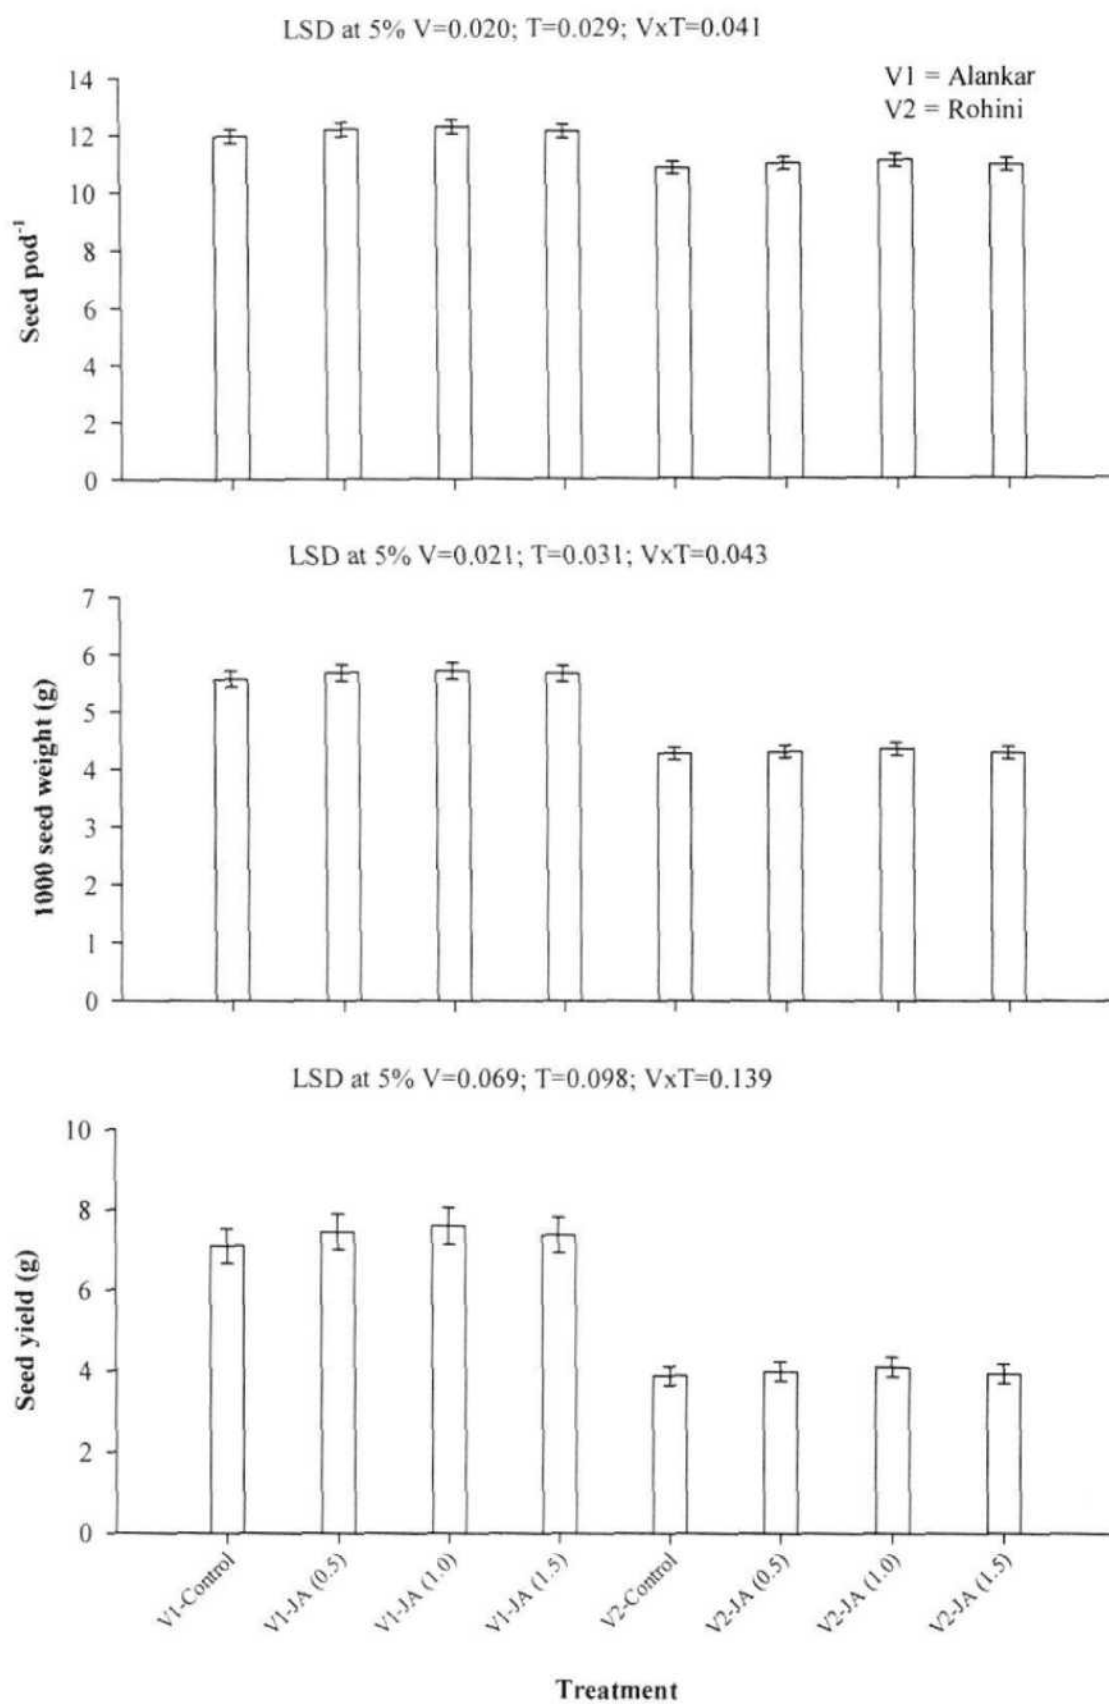 LSD at 5% V=0.020; T=0.029; VxT=0.041
V1 = Alankar
V2 = Rohini
14
12
10
8
6
4
2
0
Seed pod⁻¹
LSD at 5% V=0.021; T=0.031; VxT=0.043
7
6
5
4
3
2
1
0
1000 seed weight (g)
LSD at 5% V=0.069; T=0.098; VxT=0.139
10
8
6
4
2
0
Seed yield (g)
V1-Control
V1-JA (0.5)
V1-JA (1.0)
V1-JA (1.5)
V2-Control
V2-JA (0.5)
V2-JA (1.0)
V2-JA (1.5)
Treatment